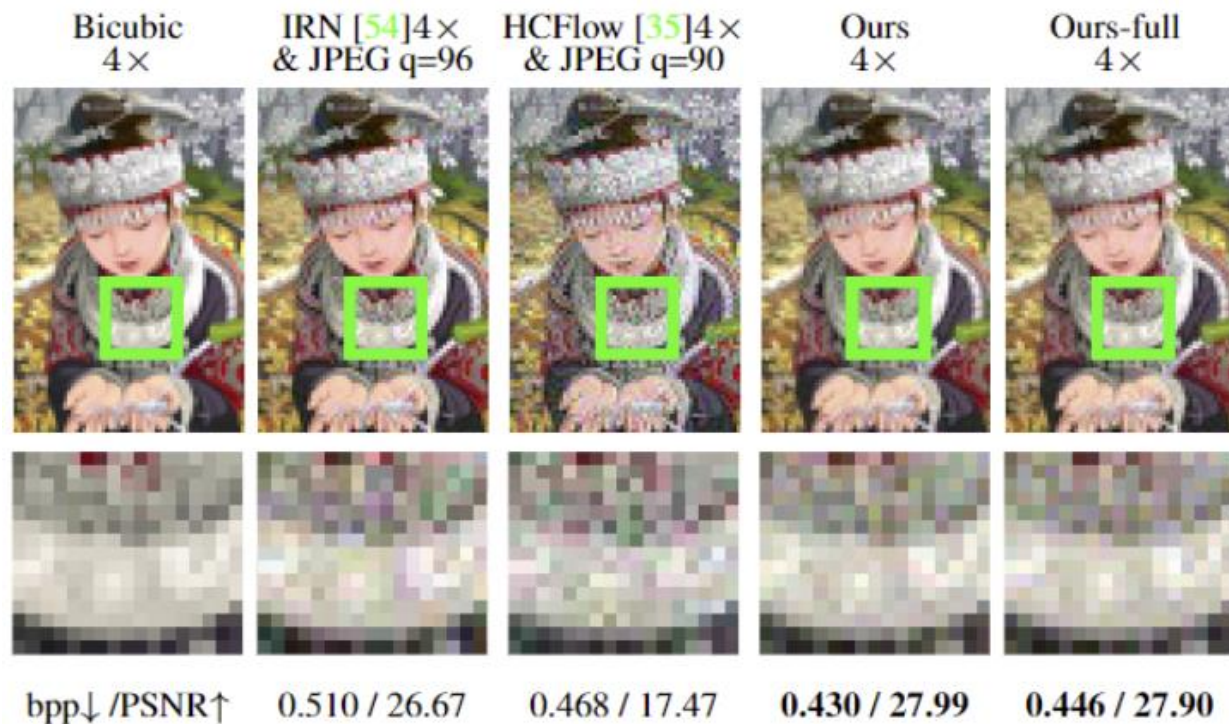 Bicubic IRN [54]4× HCFlow [35]4× Ours Ours-full
4× & JPEG q=96 & JPEG q=90 4× 4×
bpp↓ /PSNR↑ 0.510 / 26.67 0.468 / 17.47 0.430 / 27.99 0.446 / 27.90